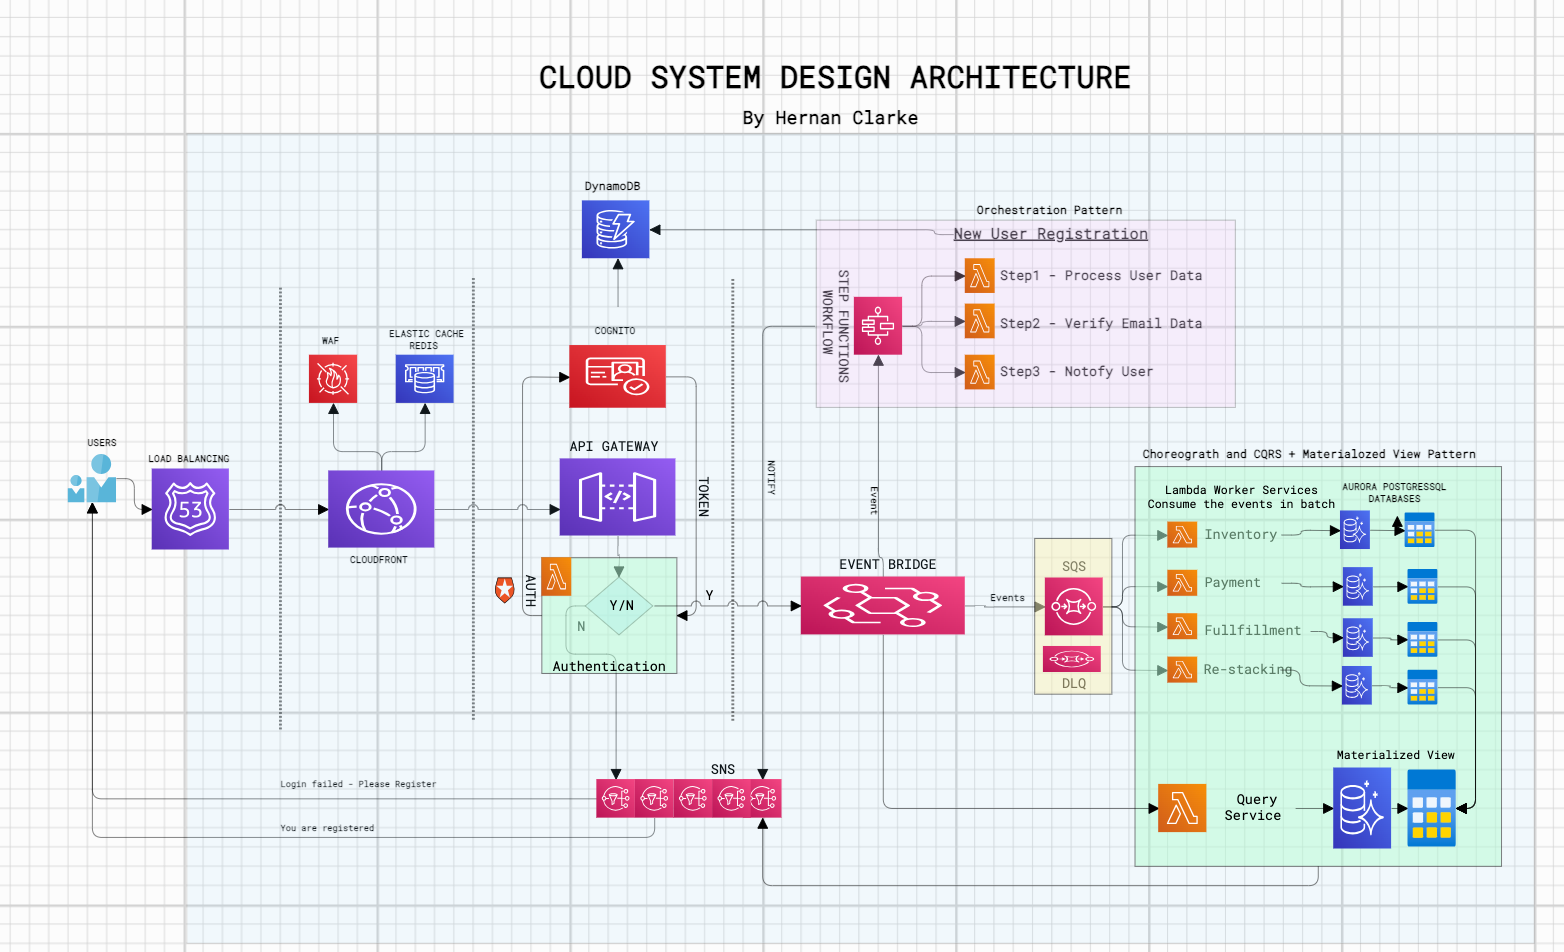 CLOUD SYSTEM DESIGN ARCHITECTURE
By Hernan Clarke
DynamoDB
Orchestration Pattern
New User Registration
STEP FUNCTIONS
WORKFLOW
Step1 - Process User Data
Step2 - Verify Email Data
Step3 - Notofy User
COGNITO
WAF
ELASTIC CACHE
REDIS
USERS
LOAD BALANCING
53
CLOUDFRONT
API GATEWAY
</>
TOKEN
AUTH
Y/N
N
Y
Authentication
NOTIFY
Event
EVENT BRIDGE
Events
SQS
DLQ
Choreograth and CQRS + Materialozed View Pattern
Lambda Worker Services
Consume the events in batch
AURORA POSTGRESSQL
DATABASES
Inventory
Payment
Fullfillment
Re-stacking
Materialized View
Query
Service
SNS
Login failed - Please Register
You are registered